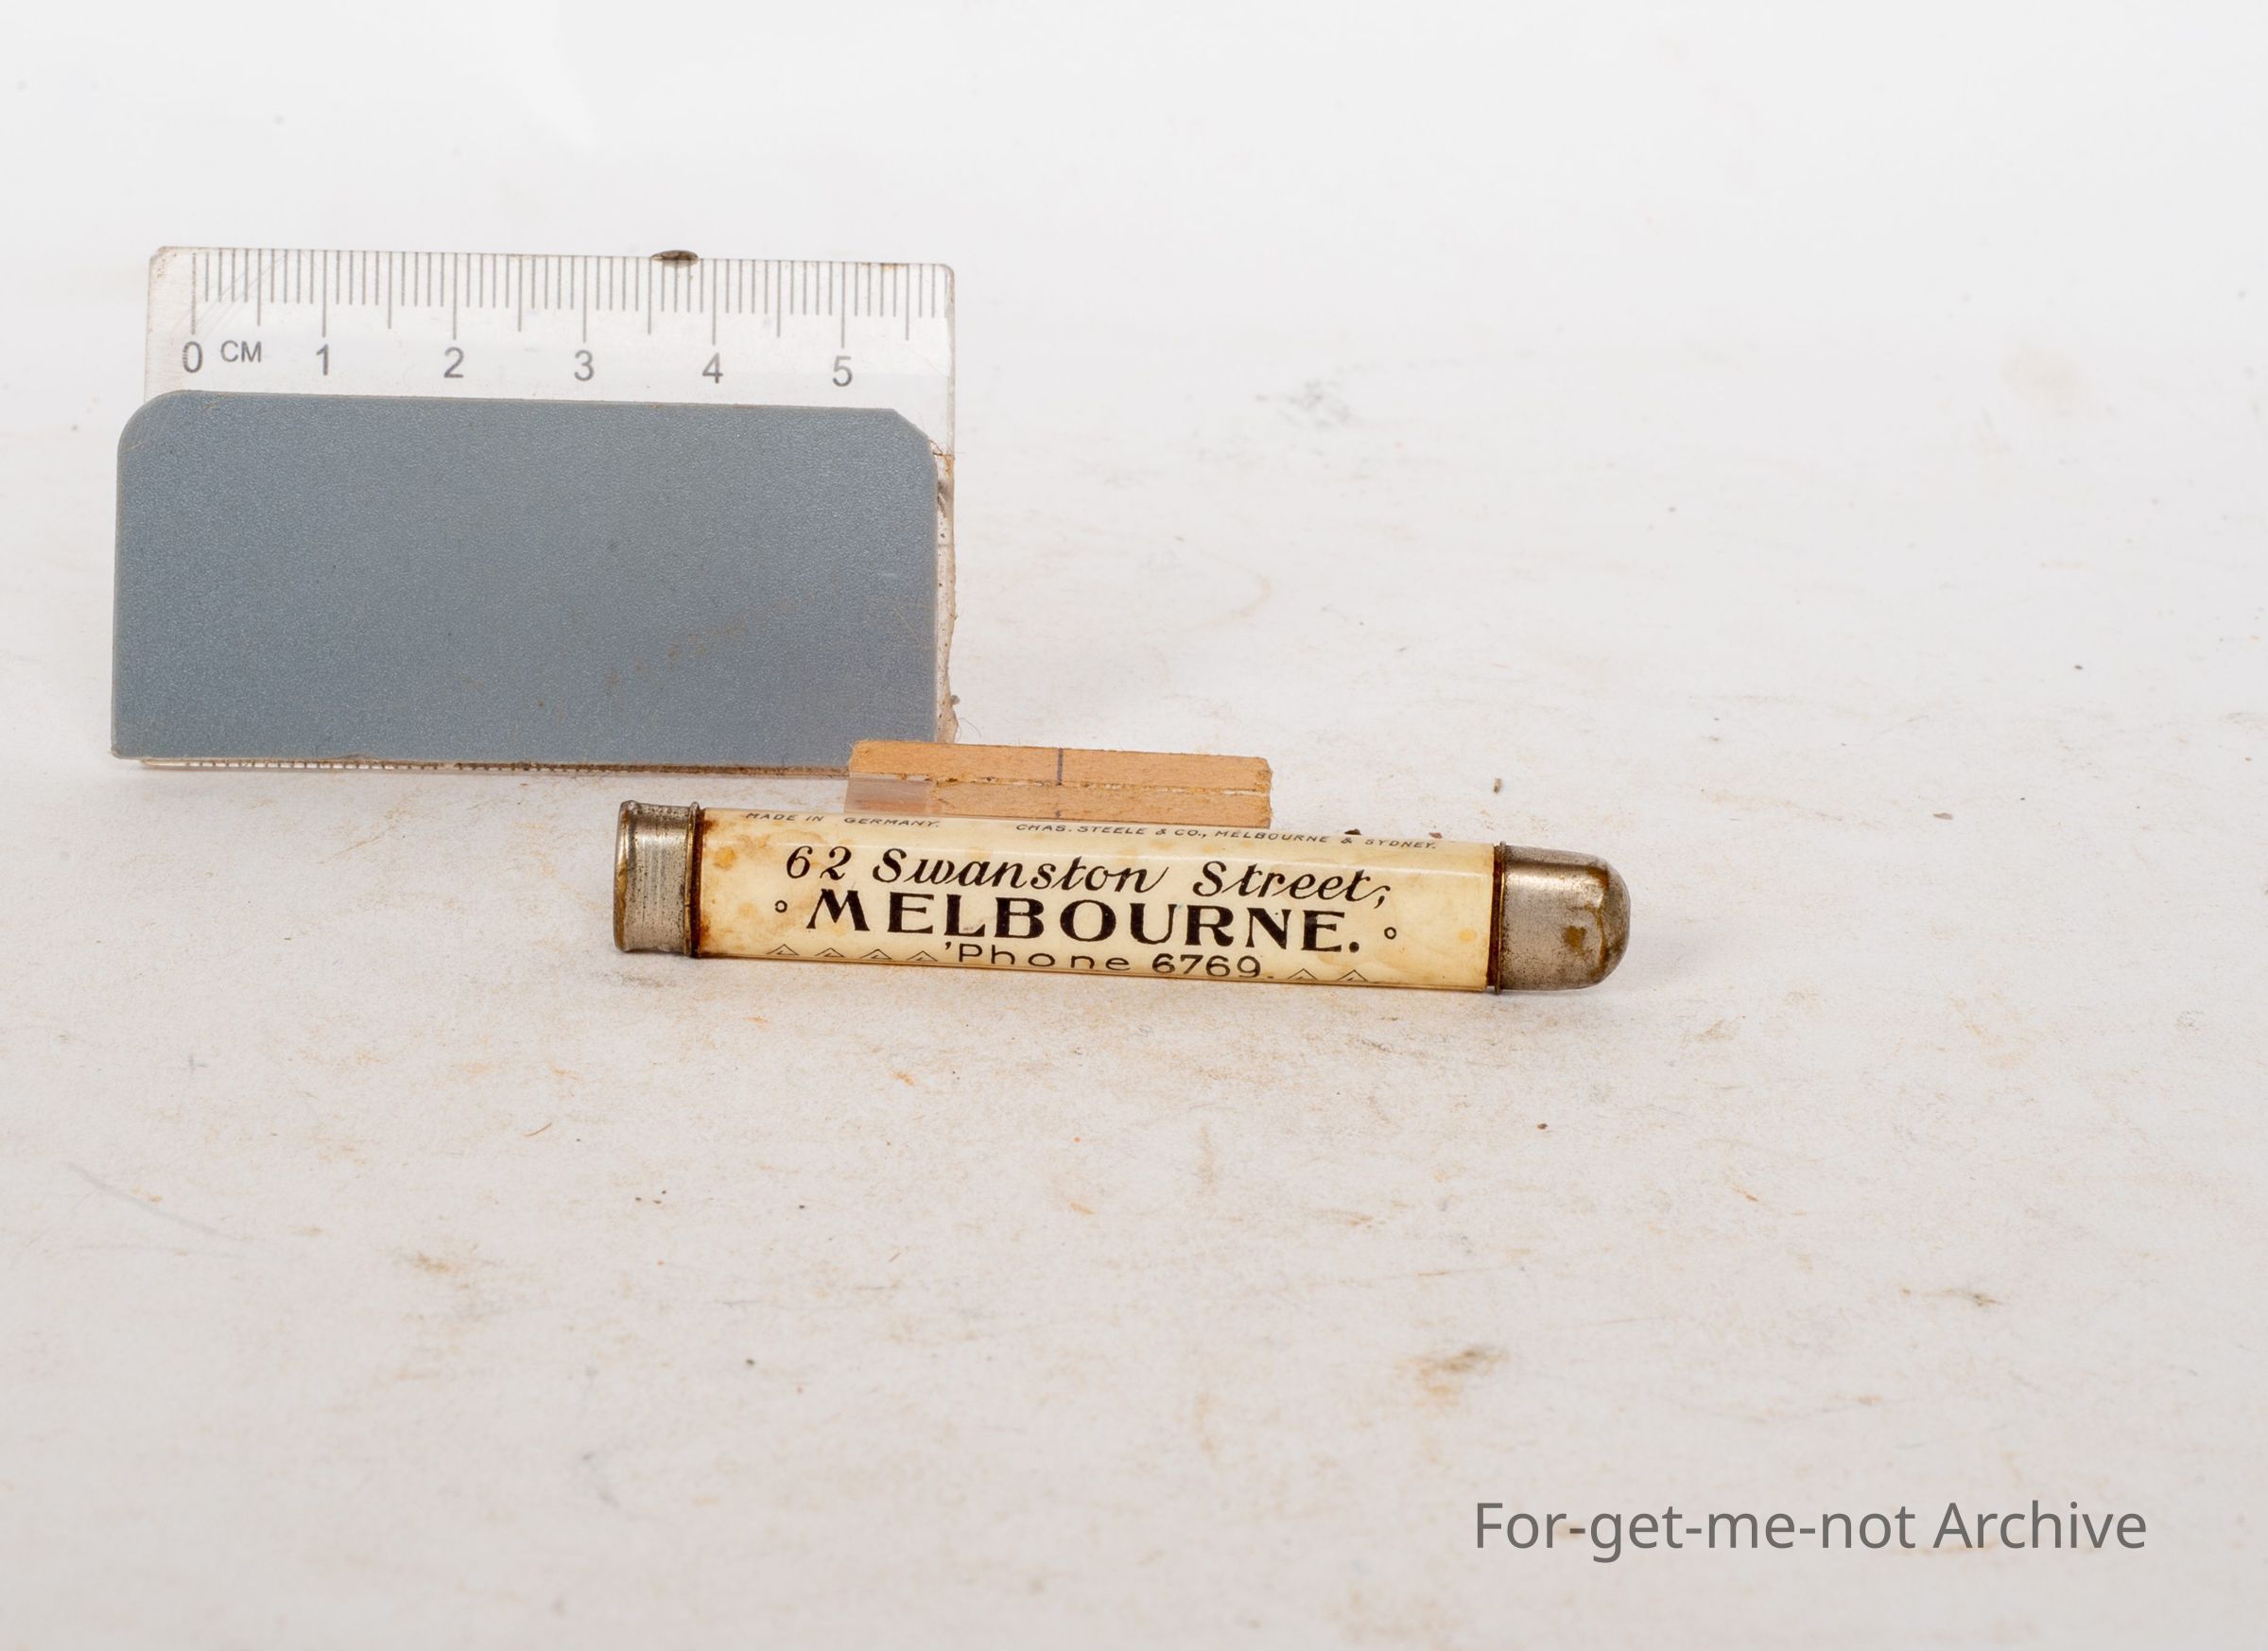 0 CM 1 2 3 4 5
MADE IN GERMANY. CHAS. STEELE & CO., MELBOURNE & SYDNEY.
62 Swanston Street,
MELBOURNE.
'Phone 6769.
For-get-me-not Archive